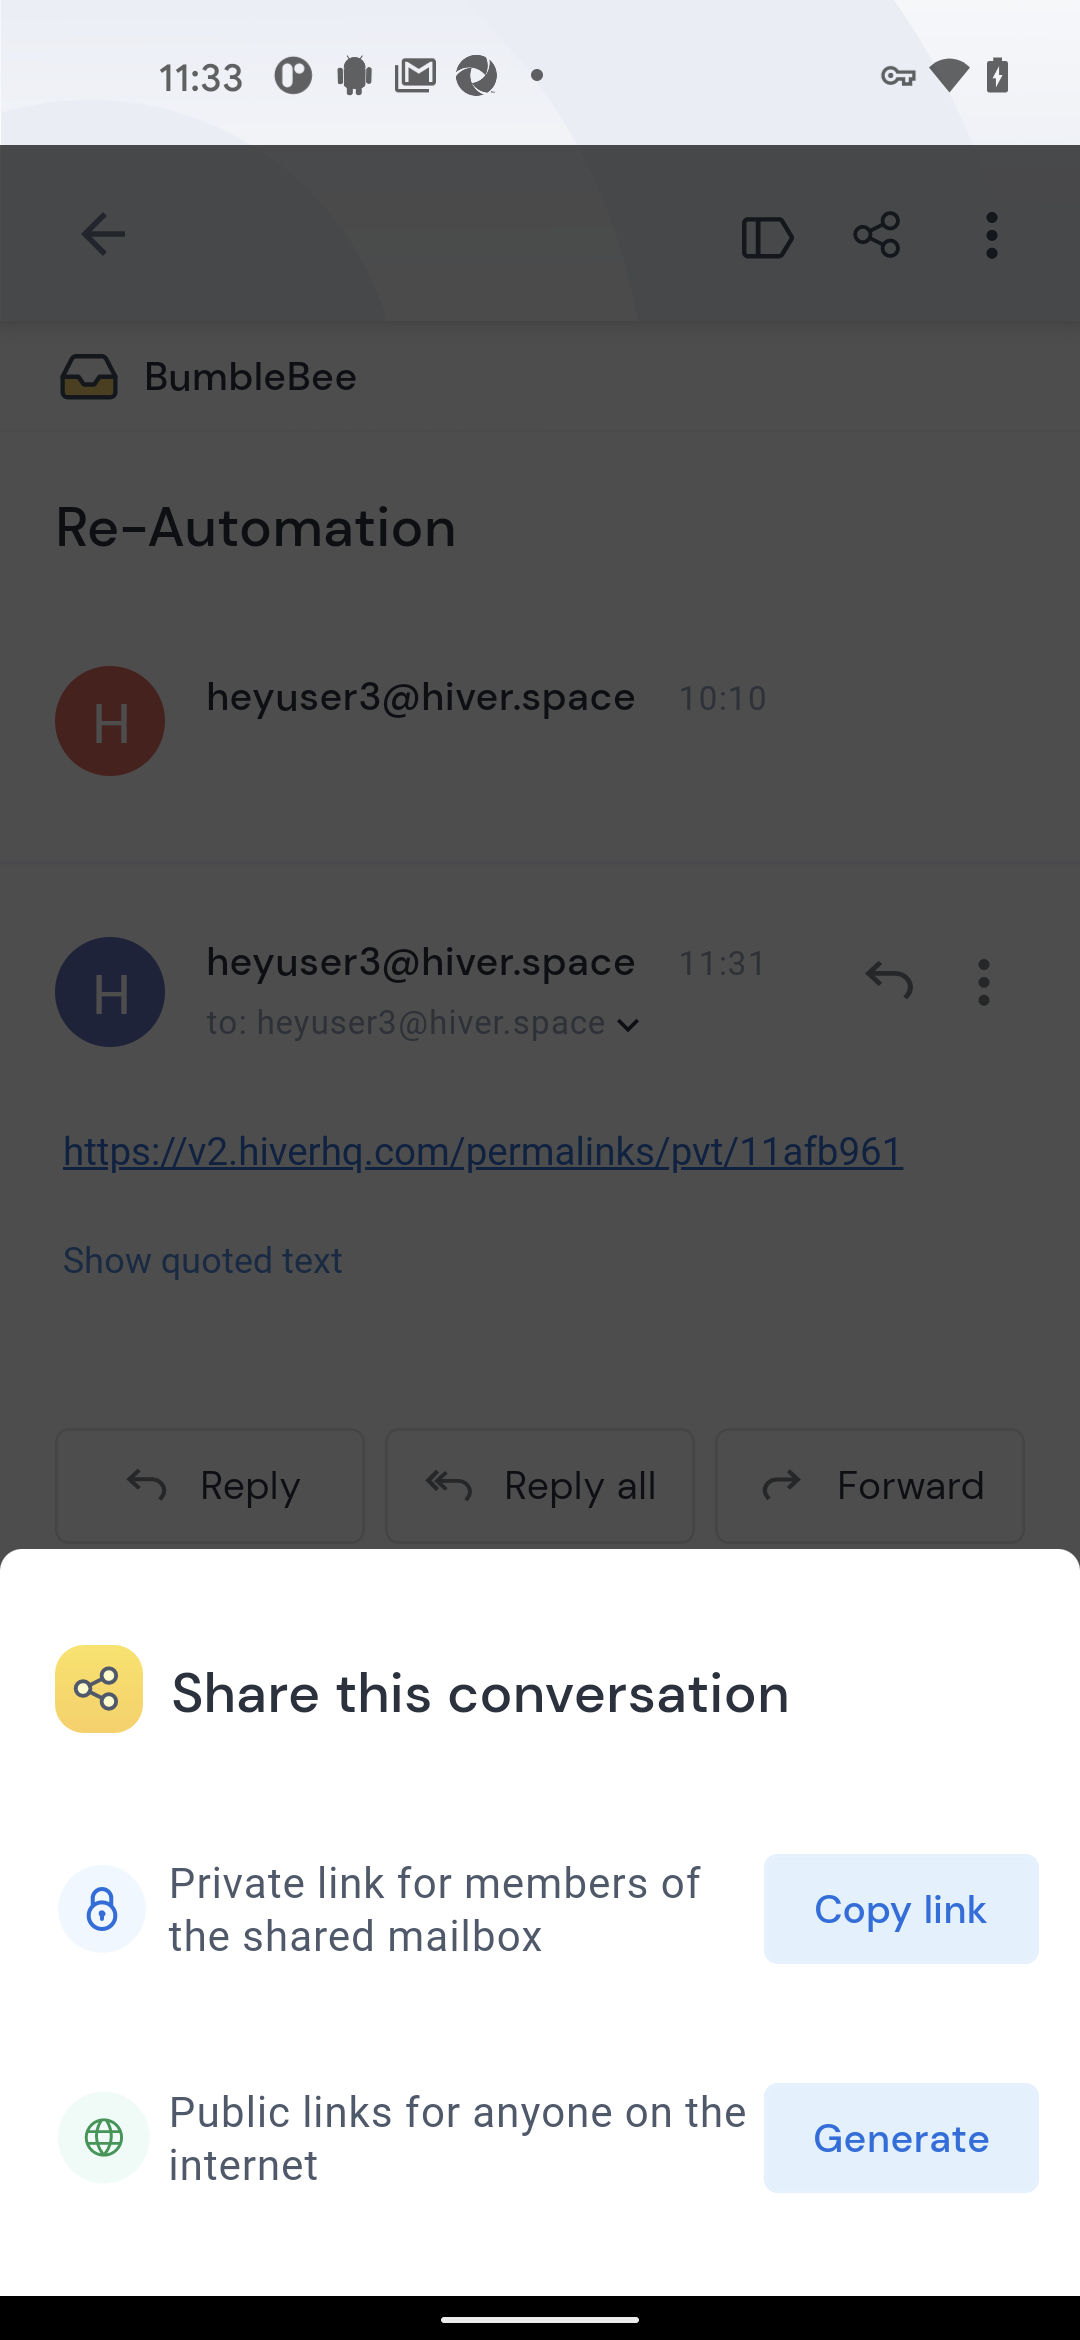 11:33
BumbleBee
Re-Automation
H
heyuser3@hiver.space 10:10
H
heyuser3@hiver.space 11:31
to: heyuser3@hiver.space
https://v2.hiverhq.com/permalinks/pvt/11afb961
Show quoted text
Reply Reply all Forward
Share this conversation
Private link for members of
the shared mailbox
Copy link
Public links for anyone on the
internet
Generate